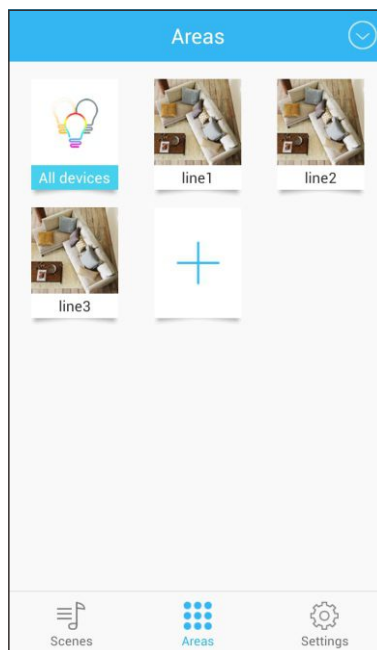 Areas
All devices
line1
line2
line3
Scenes
Areas
Settings